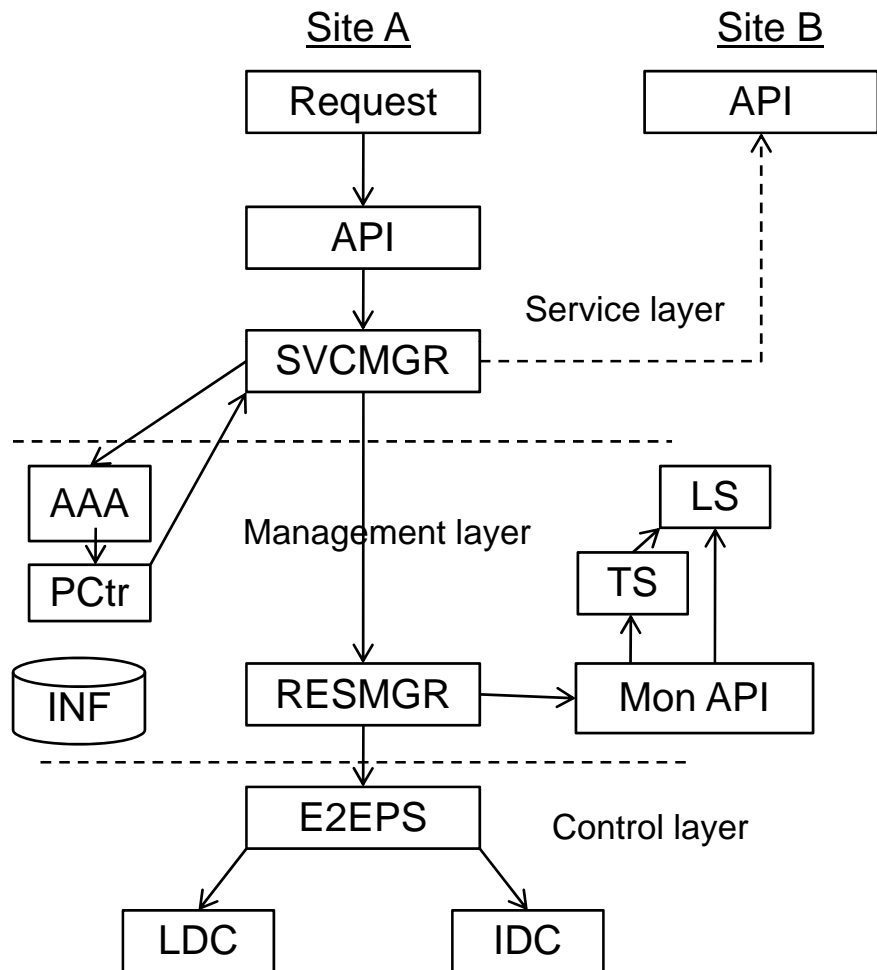 Site A
Site B
Request
API
API
Service layer
SVCMGR
AAA
LS
Management layer
TS
PCtr
INF
RESMGR
Mon API
E2EPS
Control layer
LDC
IDC